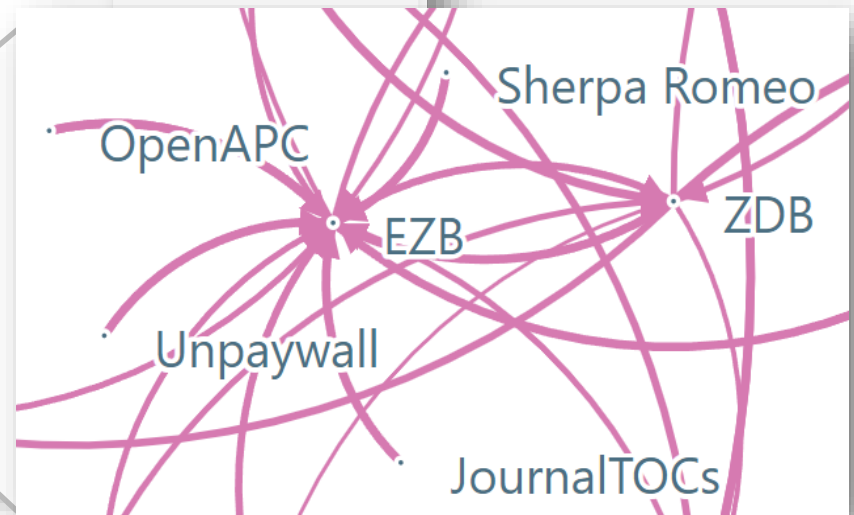 Sherpa Romeo
OpenAPC
ZDB
EZB
Unpaywall
JournalTOCs